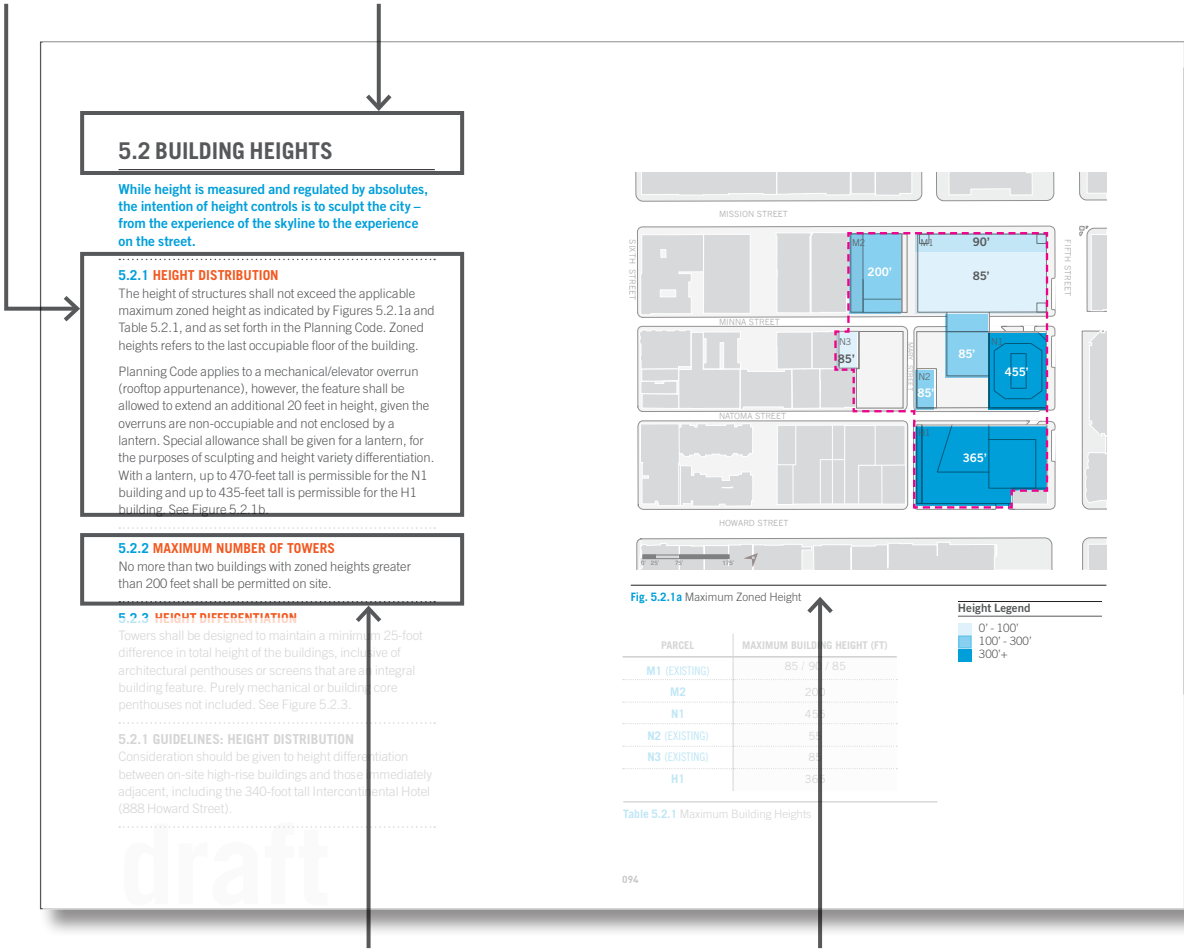 5.2 BUILDING HEIGHTS
While height is measured and regulated by absolutes,
the intention of height controls is to sculpt the city –
from the experience of the skyline to the experience
on the street.
5.2.1 HEIGHT DISTRIBUTION
The height of structures shall not exceed the applicable
maximum zoned height as indicated by Figures 5.2.1a and
Table 5.2.1, and as set forth in the Planning Code. Zoned
heights refers to the last occupiable floor of the building.
Planning Code applies to a mechanical/elevator overrun
(rooftop appurtenance), however, the feature shall be
allowed to extend an additional 20 feet in height, given the
overruns are non-occupiable and not enclosed by a
lantern. Special allowance shall be given for a lantern, for
the purposes of sculpting and height variety differentiation.
With a lantern, up to 470-feet tall is permissible for the N1
building and up to 435-feet tall is permissible for the H1
building. See Figure 5.2.1b.
5.2.2 MAXIMUM NUMBER OF TOWERS
No more than two buildings with zoned heights greater
than 200 feet shall be permitted on site.
5.2.3 HEIGHT DIFFERENTIATION
Towers shall be designed to maintain a minimum 25-foot
difference in total height of the buildings, inclusive of
architectural penthouses or screens that are an integral
building feature. Purely mechanical or building core
penthouses not included. See Figure 5.2.3.
5.2.1 GUIDELINES: HEIGHT DISTRIBUTION
Consideration should be given to height differentiation
between on-site high-rise buildings and those immediately
adjacent, including the 340-foot tall Intercontinental Hotel
(888 Howard Street).
draft
MISSION STREET
SIXTH STREET
FIFTH STREET
M2
M1
90'
200'
85'
MINNA STREET
N3
85'
MARY STREET
85'
N1
455'
N2
85'
NATOMA STREET
H1
365'
HOWARD STREET
0' 25' 75' 175'
Fig. 5.2.1a Maximum Zoned Height
Height Legend
0' - 100'
100' - 300'
300'+
PARCEL MAXIMUM BUILDING HEIGHT (FT)
M1 (EXISTING) 85 / 90 / 85
M2 200
N1 455
N2 (EXISTING) 55
N3 (EXISTING) 85
H1 365
Table 5.2.1 Maximum Building Heights
094